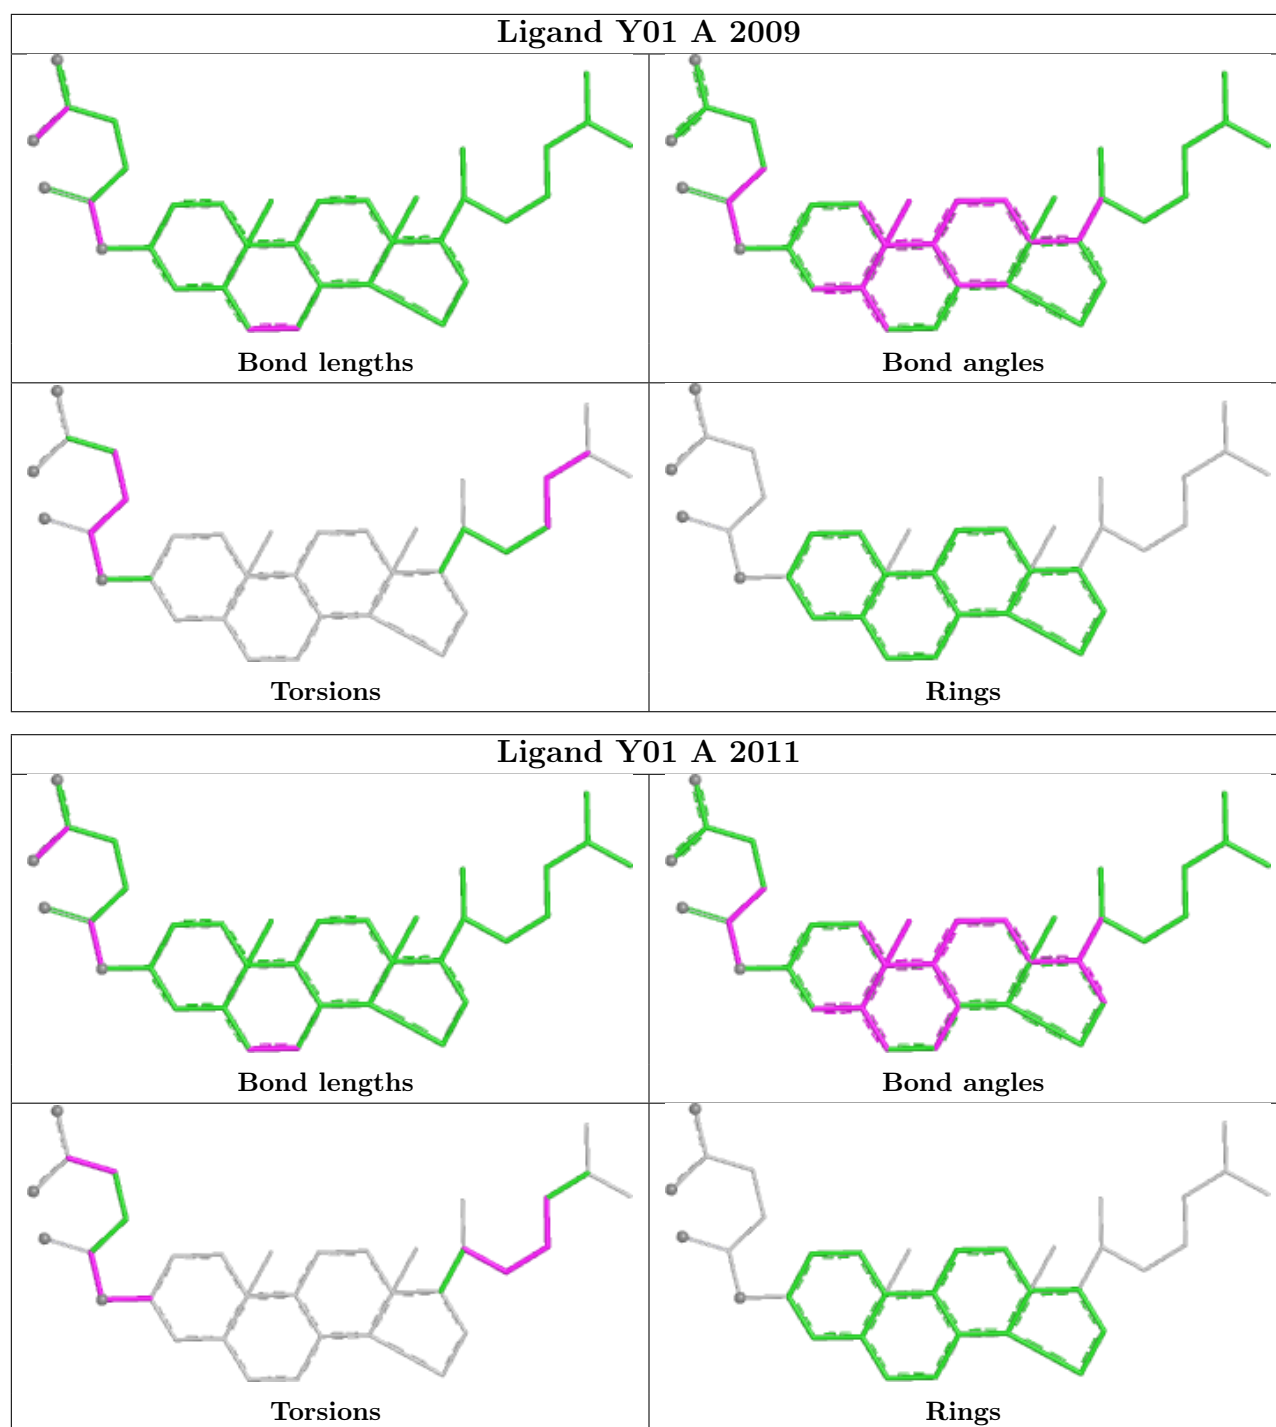 Ligand Y01 A 2009
Bond lengths
Bond angles
Torsions
Rings
Ligand Y01 A 2011
Bond lengths
Bond angles
Torsions
Rings